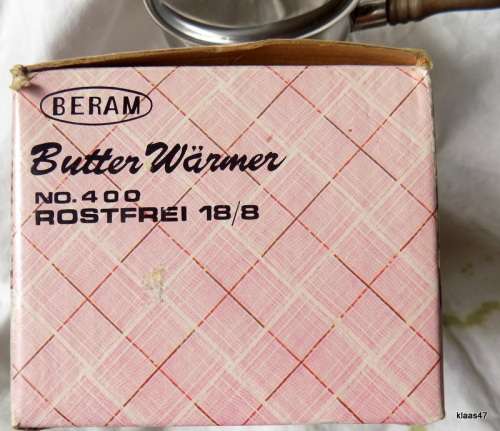 BERAM
Butter Wärmer
NO. 400
ROSTFREI 18/8
klaas47